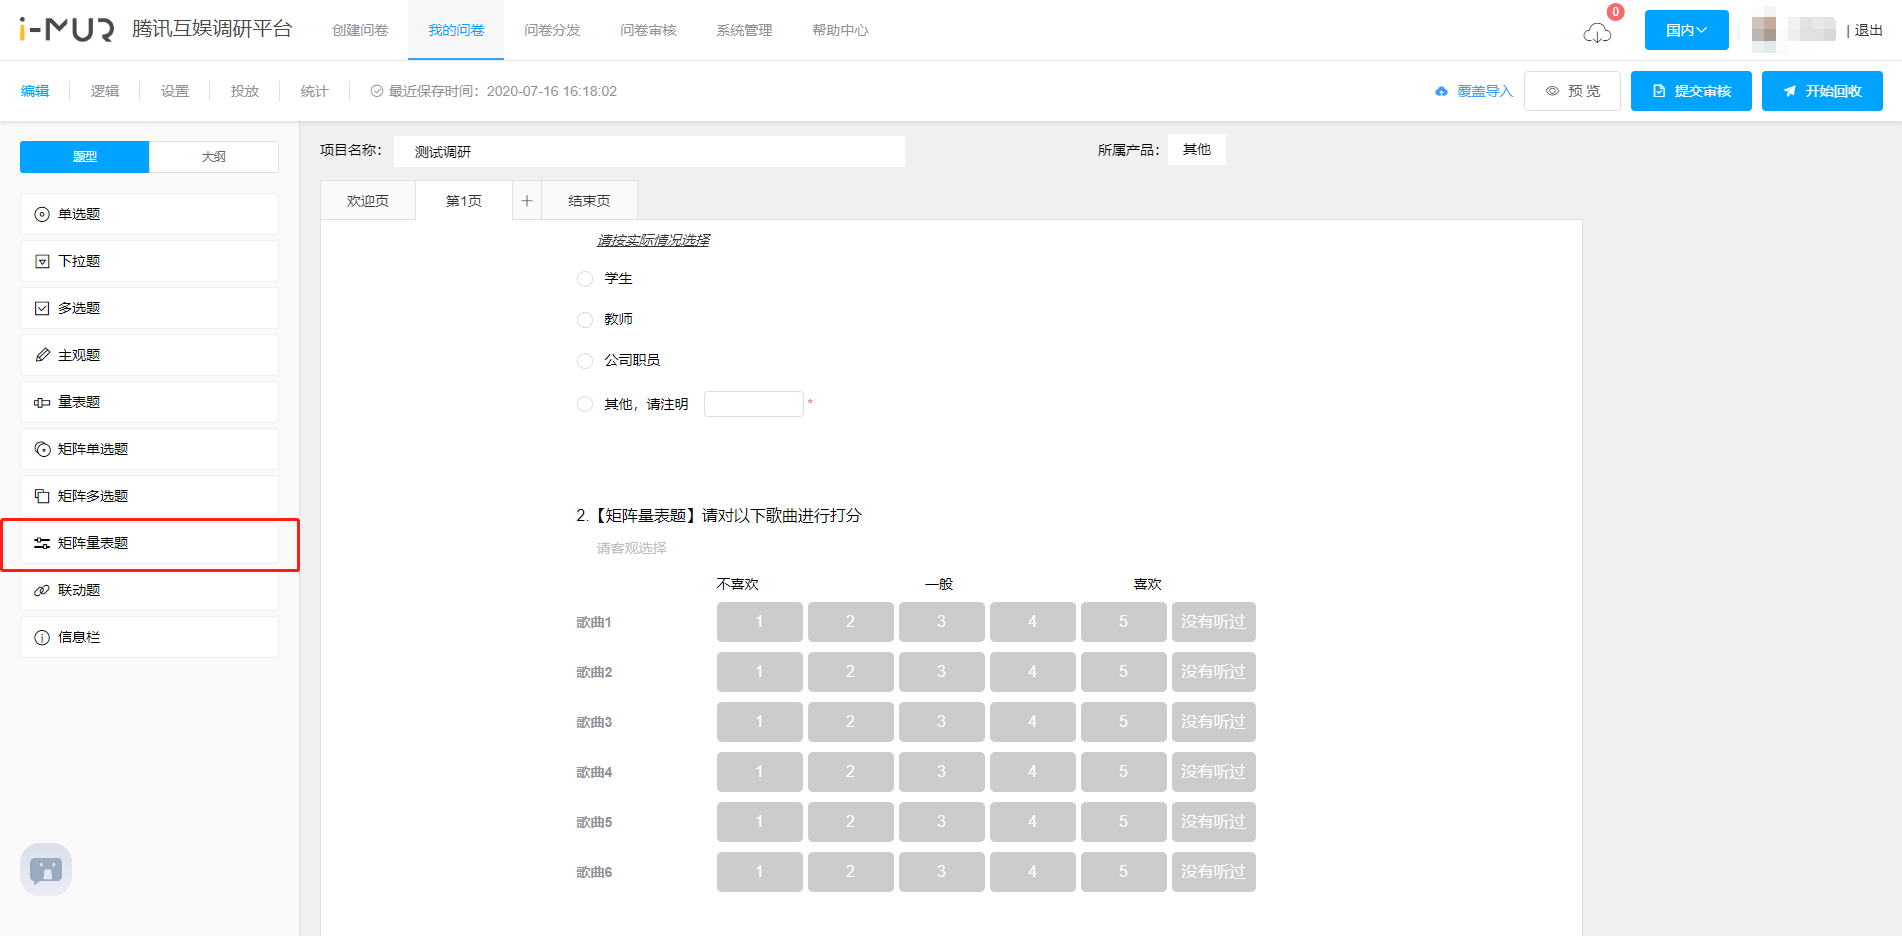 i-MUR 腾讯互娱调研平台 创建问卷 我的问卷 问卷分发 问卷审核 系统管理 帮助中心 0 国内 | 退出
编辑 逻辑 设置 投放 统计 最近保存时间：2020-07-16 16:18:02 覆盖导入 预 览 提交审核 开始回收
题型 大纲
单选题
下拉题
多选题
主观题
量表题
矩阵单选题
矩阵多选题
矩阵量表题
联动题
信息栏
项目名称： 测试调研 所属产品： 其他
欢迎页 第1页 + 结束页
请按实际情况选择
学生
教师
公司职员
其他，请注明 *
2.【矩阵量表题】请对以下歌曲进行打分
请客观选择
不喜欢 一般 喜欢
歌曲1 1 2 3 4 5 没有听过
歌曲2 1 2 3 4 5 没有听过
歌曲3 1 2 3 4 5 没有听过
歌曲4 1 2 3 4 5 没有听过
歌曲5 1 2 3 4 5 没有听过
歌曲6 1 2 3 4 5 没有听过